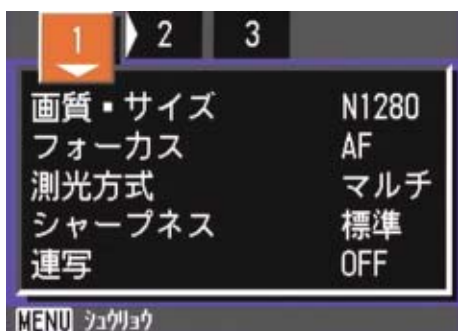 1 2 3
画質・サイズ N1280
フォーカス AF
測光方式 マルチ
シャープネス 標準
連写 OFF
MENU シュウリョウ